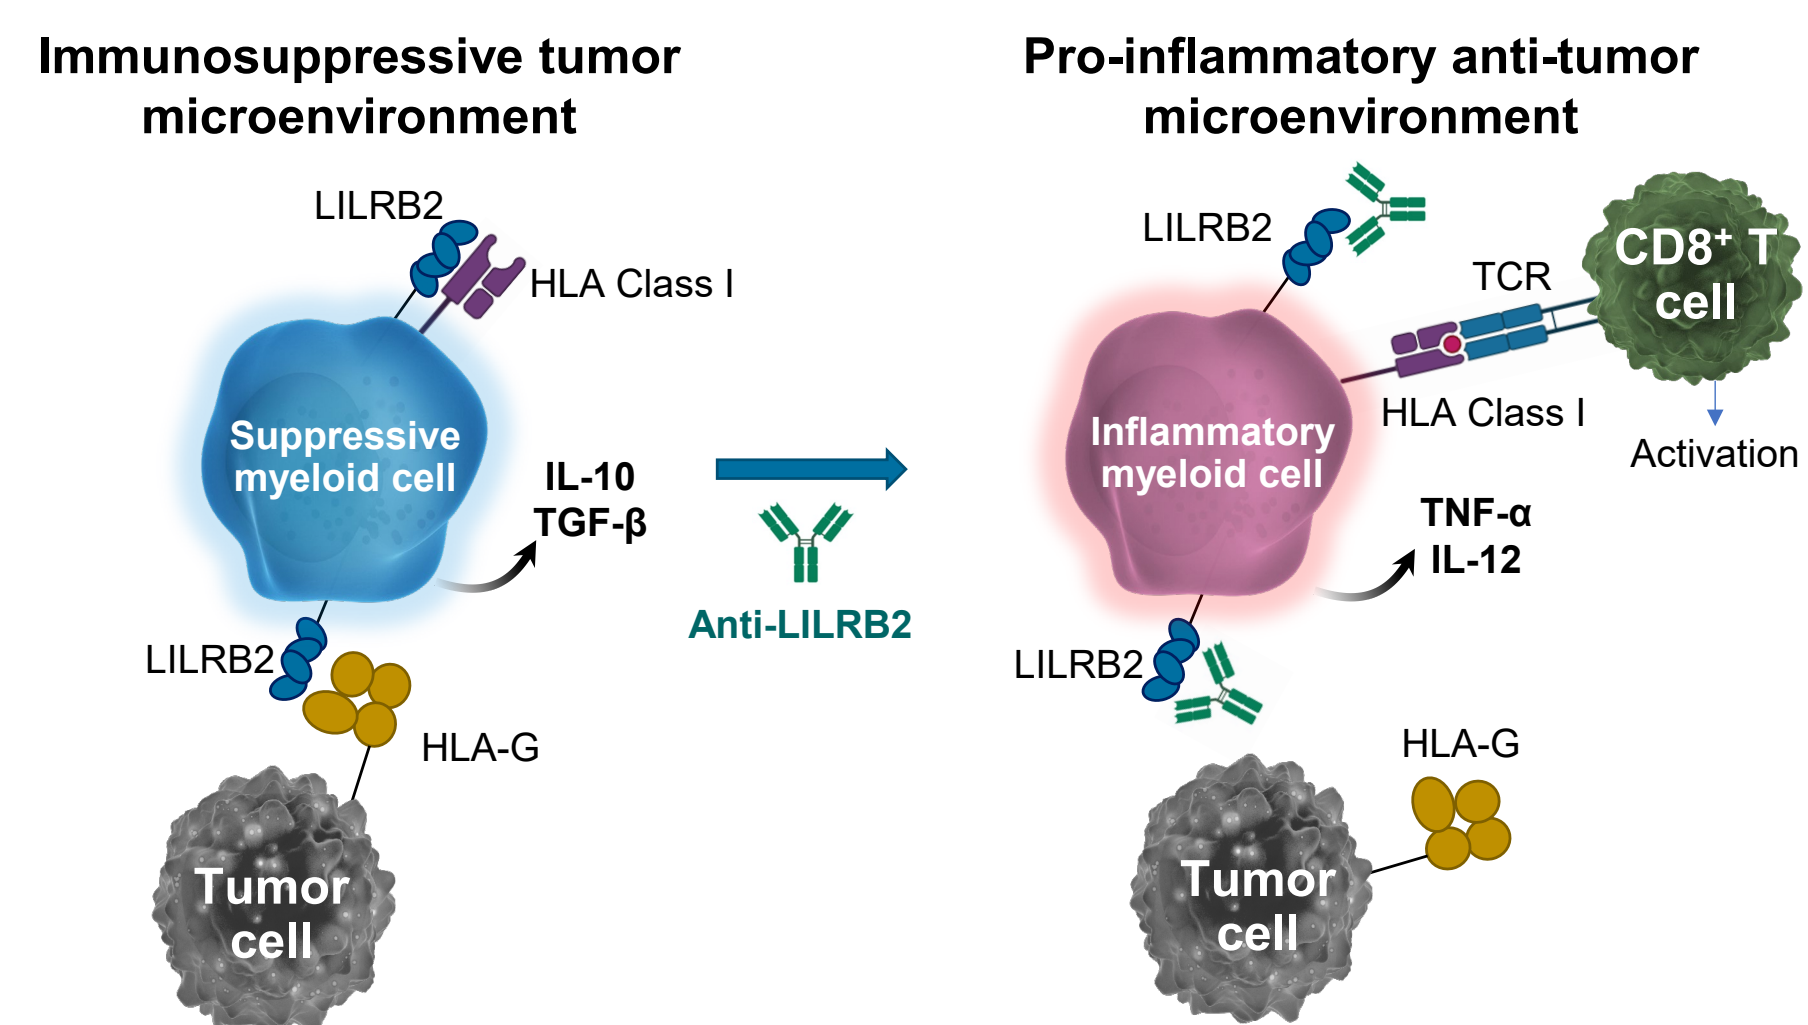 Immunosuppressive tumor
microenvironment
LILRB2
HLA Class I
Suppressive
myeloid cell
IL-10
TGF-β
LILRB2
HLA-G
Tumor
cell
Anti-LILRB2
Pro-inflammatory anti-tumor
microenvironment
LILRB2
TCR
CD8⁺ T
cell
HLA Class I
Activation
Inflammatory
myeloid cell
TNF-α
IL-12
LILRB2
HLA-G
Tumor
cell